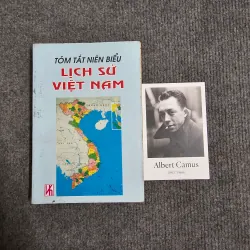 TÓM TẮT NIÊN BIỂU
LỊCH SỬ
VIỆT NAM
Albert Camus